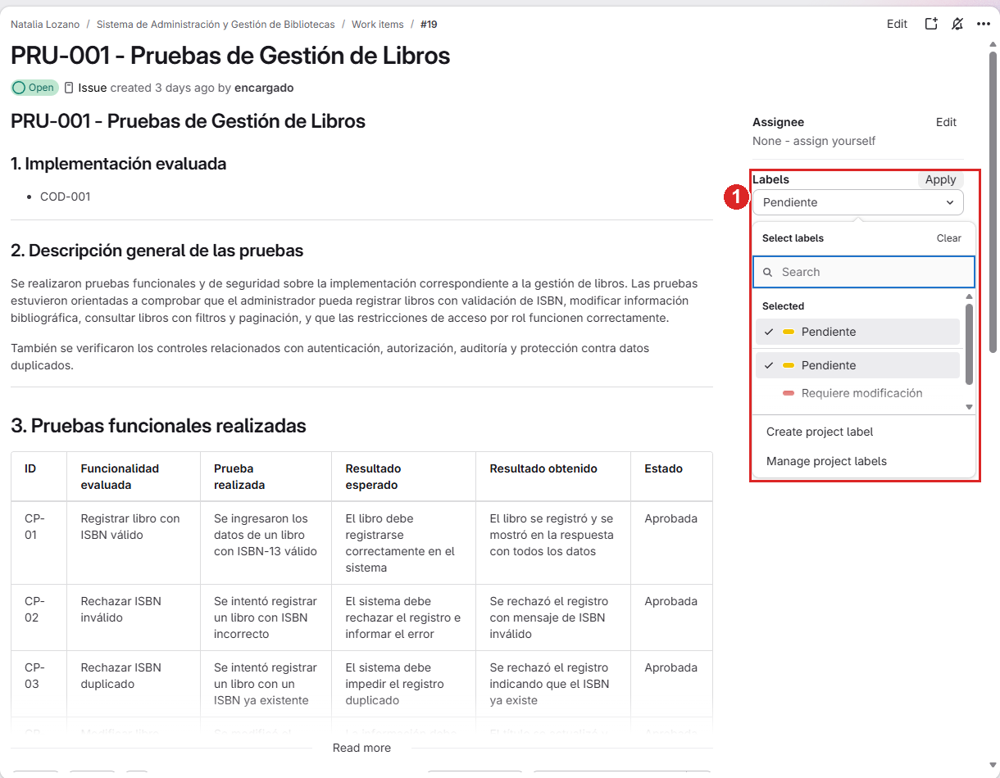 Natalia Lozano / Sistema de Administración y Gestión de Bibliotecas / Work items / #19
Edit
PRU-001 - Pruebas de Gestión de Libros
Open Issue created 3 days ago by encargado
PRU-001 - Pruebas de Gestión de Libros
1. Implementación evaluada
• COD-001
2. Descripción general de las pruebas
Se realizaron pruebas funcionales y de seguridad sobre la implementación correspondiente a la gestión de libros. Las pruebas
estuvieron orientadas a comprobar que el administrador pueda registrar libros con validación de ISBN, modificar información
bibliográfica, consultar libros con filtros y paginación, y que las restricciones de acceso por rol funcionen correctamente.
También se verificaron los controles relacionados con autenticación, autorización, auditoría y protección contra datos
duplicados.
3. Pruebas funcionales realizadas
ID
Funcionalidad
evaluada
Prueba
realizada
Resultado
esperado
Resultado obtenido
Estado
CP-
01
Registrar libro con
ISBN válido
Se ingresaron los
datos de un libro
con ISBN-13 válido
El libro debe
registrarse
correctamente en el
sistema
El libro se registró y se
mostró en la respuesta
con todos los datos
Aprobada
CP-
02
Rechazar ISBN
inválido
Se intentó registrar
un libro con ISBN
incorrecto
El sistema debe
rechazar el registro e
informar el error
Se rechazó el registro
con mensaje de ISBN
inválido
Aprobada
CP-
03
Rechazar ISBN
duplicado
Se intentó registrar
un libro con un
ISBN ya existente
El sistema debe
impedir el registro
duplicado
Se rechazó el registro
indicando que el ISBN
ya existe
Aprobada
Read more
Assignee
Edit
None - assign yourself
1
Labels
Apply
Pendiente
Select labels
Clear
Search
Selected
Pendiente
Pendiente
Requiere modificación
Create project label
Manage project labels